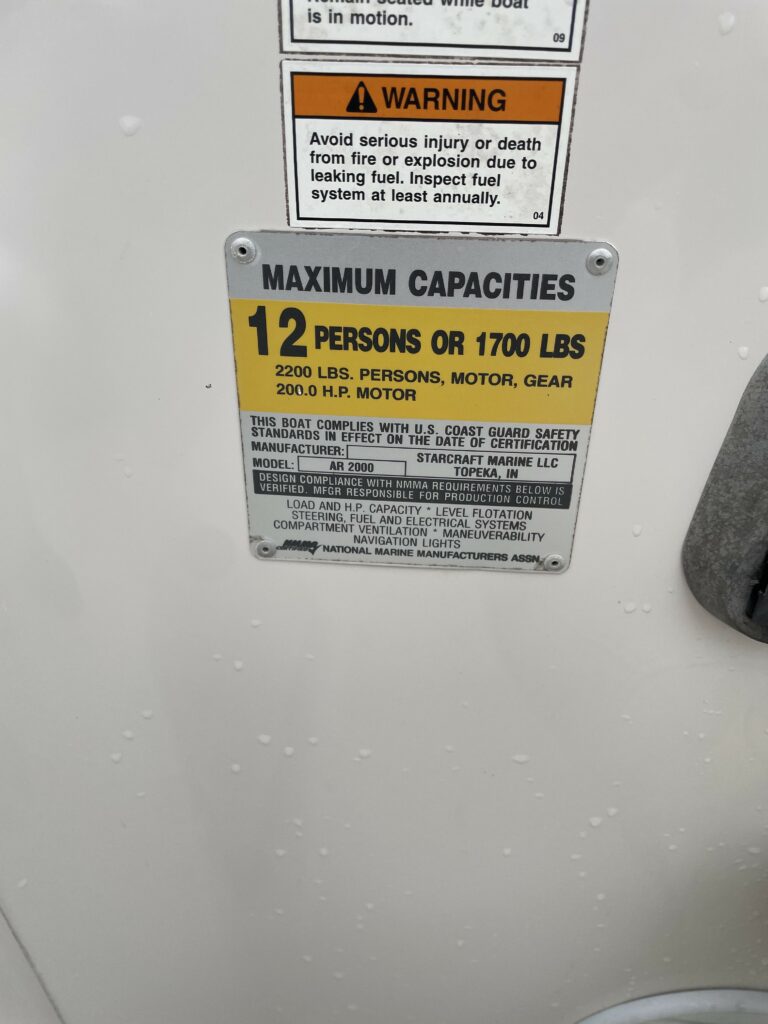 is in motion.
09
WARNING
Avoid serious injury or death
from fire or explosion due to
leaking fuel. Inspect fuel
system at least annually.
04
MAXIMUM CAPACITIES
12 PERSONS OR 1700 LBS
2200 LBS. PERSONS, MOTOR, GEAR
200.0 H.P. MOTOR
THIS BOAT COMPLIES WITH U.S. COAST GUARD SAFETY
STANDARDS IN EFFECT ON THE DATE OF CERTIFICATION
MANUFACTURER: STARCRAFT MARINE LLC
MODEL: AR 2000 TOPEKA, IN
DESIGN COMPLIANCE WITH NMMA REQUIREMENTS BELOW IS
VERIFIED. MFGR RESPONSIBLE FOR PRODUCTION CONTROL
LOAD AND H.P. CAPACITY * LEVEL FLOTATION
STEERING, FUEL AND ELECTRICAL SYSTEMS
COMPARTMENT VENTILATION * MANEUVERABILITY
NAVIGATION LIGHTS
NMMA CERTIFIED NATIONAL MARINE MANUFACTURERS ASSN